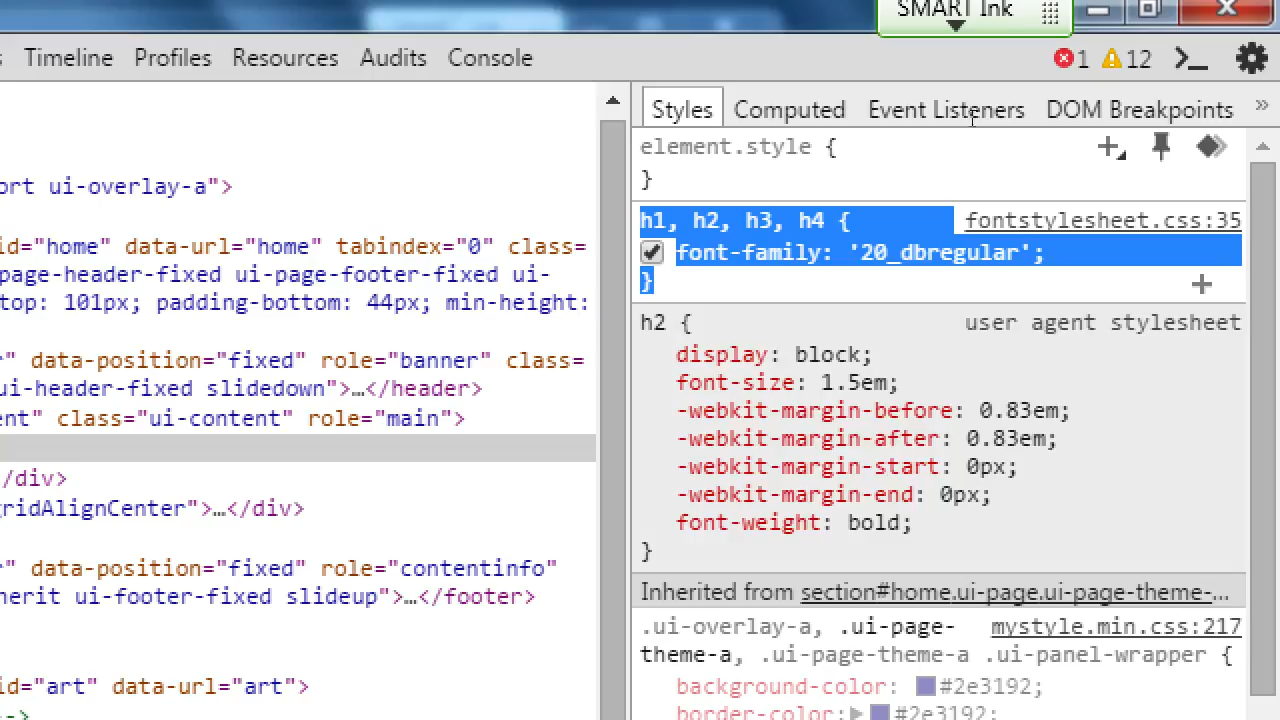 SMART Ink
Timeline Profiles Resources Audits Console
1 12
Styles Computed Event Listeners DOM Breakpoints »
ort ui-overlay-a">
id="home" data-url="home" tabindex="0" class=
page-header-fixed ui-page-footer-fixed ui-
top: 101px; padding-bottom: 44px; min-height:
" data-position="fixed" role="banner" class=
ui-header-fixed slidedown">…</header>
ent" class="ui-content" role="main">
/div>
gridAlignCenter">…</div>
" data-position="fixed" role="contentinfo"
herit ui-footer-fixed slideup">…</footer>
id="art" data-url="art">
->
element.style {
}
h1, h2, h3, h4 { fontstylesheet.css:35
font-family: '20_dbregular';
}
h2 { user agent stylesheet
display: block;
font-size: 1.5em;
-webkit-margin-before: 0.83em;
-webkit-margin-after: 0.83em;
-webkit-margin-start: 0px;
-webkit-margin-end: 0px;
font-weight: bold;
}
Inherited from section#home.ui-page.ui-page-theme-…
.ui-overlay-a, .ui-page- mystyle.min.css:217
theme-a, .ui-page-theme-a .ui-panel-wrapper {
background-color: #2e3192;
border-color: #2e3192;